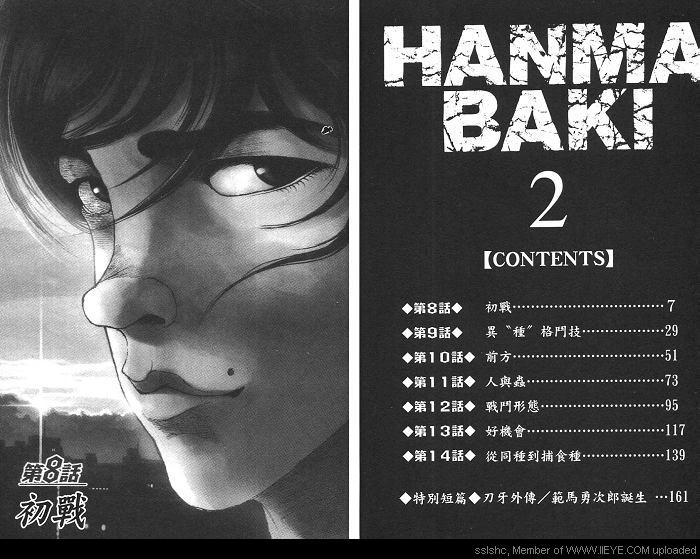 第8話
初戰
HANMA
BAKI
2
【CONTENTS】
◆第8話◆ 初戰……………………………7
◆第9話◆ 異〝種〞格鬥技………………29
◆第10話◆ 前方……………………………51
◆第11話◆ 人與蟲…………………………73
◆第12話◆ 戰鬥形態………………………95
◆第13話◆ 好機會…………………………117
◆第14話◆ 從同種到捕食種………………139
◆特別短篇◆刃牙外傳／範馬勇次郎誕生…161
sslshc, Member of WWW.IIEYE.COM uploaded